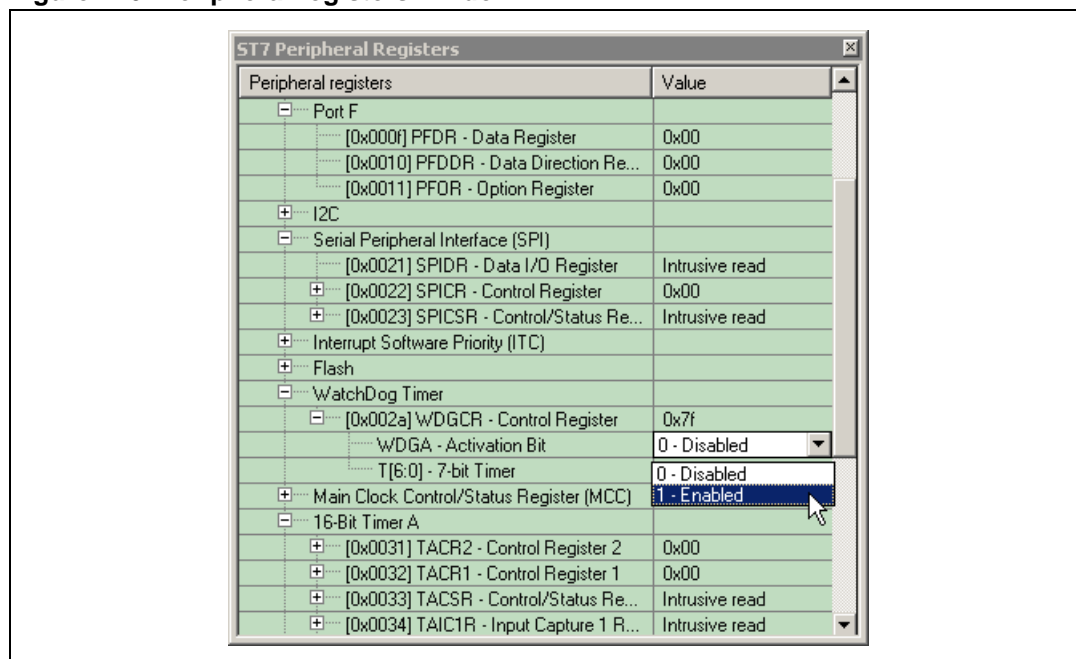 ST7 Peripheral Registers
Peripheral registers Value
Port F
[0x000f] PFDR - Data Register 0x00
[0x0010] PFDDR - Data Direction Re... 0x00
[0x0011] PFOR - Option Register 0x00
I2C
Serial Peripheral Interface (SPI)
[0x0021] SPIDR - Data I/O Register Intrusive read
[0x0022] SPICR - Control Register 0x00
[0x0023] SPICSR - Control/Status Re... Intrusive read
Interrupt Software Priority (ITC)
Flash
WatchDog Timer
[0x002a] WDGCR - Control Register 0x7f
WDGA - Activation Bit 0 - Disabled
T[6:0] - 7-bit Timer 0 - Disabled
Main Clock Control/Status Register (MCC) 1 - Enabled
16-Bit Timer A
[0x0031] TACR2 - Control Register 2 0x00
[0x0032] TACR1 - Control Register 1 0x00
[0x0033] TACSR - Control/Status Re... Intrusive read
[0x0034] TAIC1R - Input Capture 1 R... Intrusive read